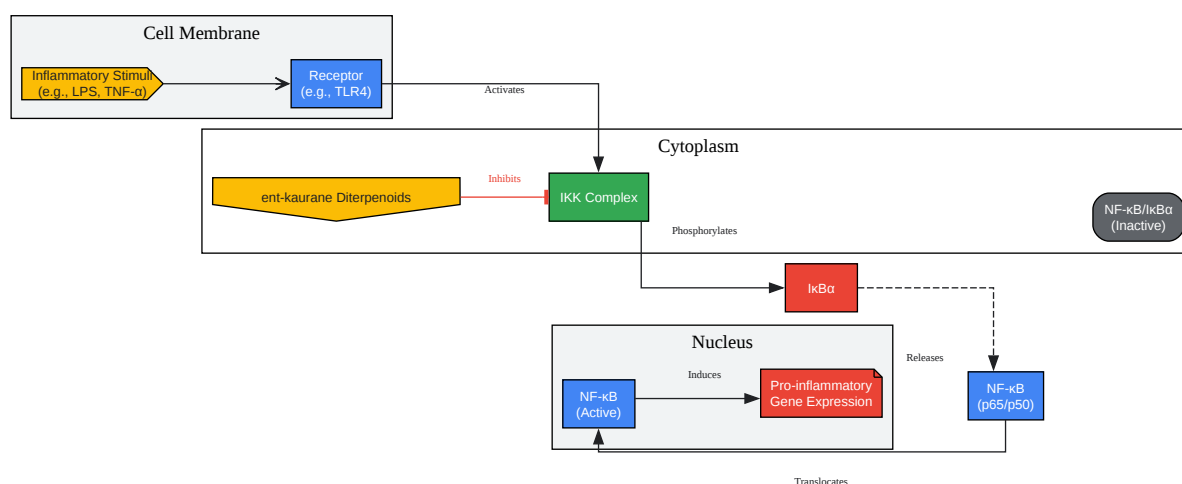 Cell Membrane
Inflammatory Stimuli
(e.g., LPS, TNF-α)
Receptor
(e.g., TLR4)
Activates
Cytoplasm
ent-kaurane Diterpenoids
Inhibits
IKK Complex
NF-κB/IκBα
(Inactive)
Phosphorylates
IκBα
Nucleus
Releases
Induces
NF-κB
(Active)
Pro-inflammatory
Gene Expression
NF-κB
(p65/p50)
Translocates